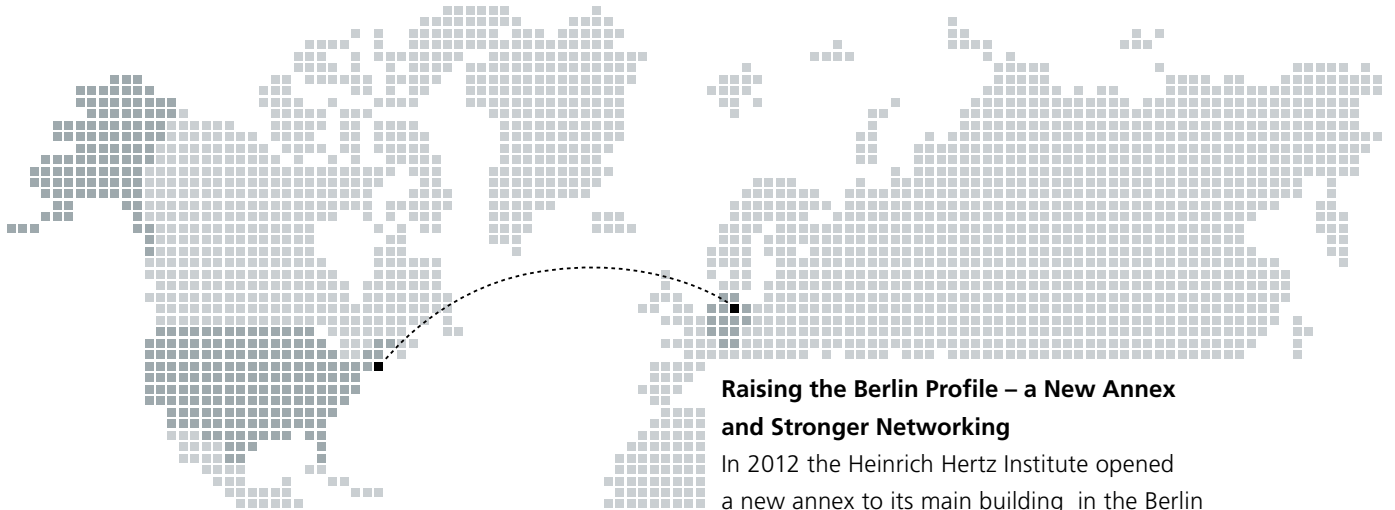 Raising the Berlin Profile – a New Annex
and Stronger Networking
In 2012 the Heinrich Hertz Institute opened
a new annex to its main building  in the Berlin